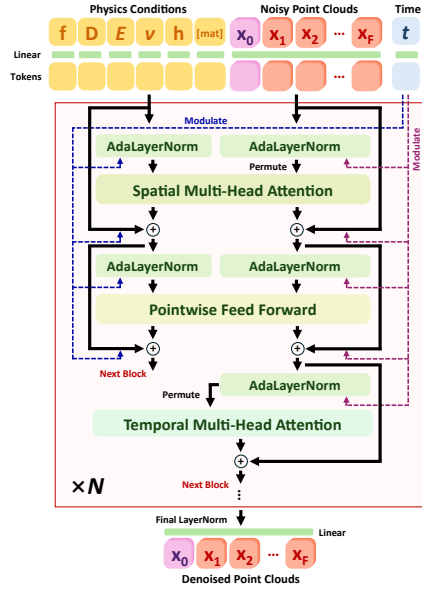 Physics Conditions Noisy Point Clouds Time
f D E ν h [mat] x0 x1 x2 ... xF t
Linear
Tokens
Modulate
Modulate
AdaLayerNorm AdaLayerNorm
Permute
Spatial Multi-Head Attention
+ +
AdaLayerNorm AdaLayerNorm
Pointwise Feed Forward
+ +
Next Block
AdaLayerNorm
Permute
Temporal Multi-Head Attention
+
×N
Next Block
...
Final LayerNorm
Linear
x0 x1 x2 ... xF
Denoised Point Clouds